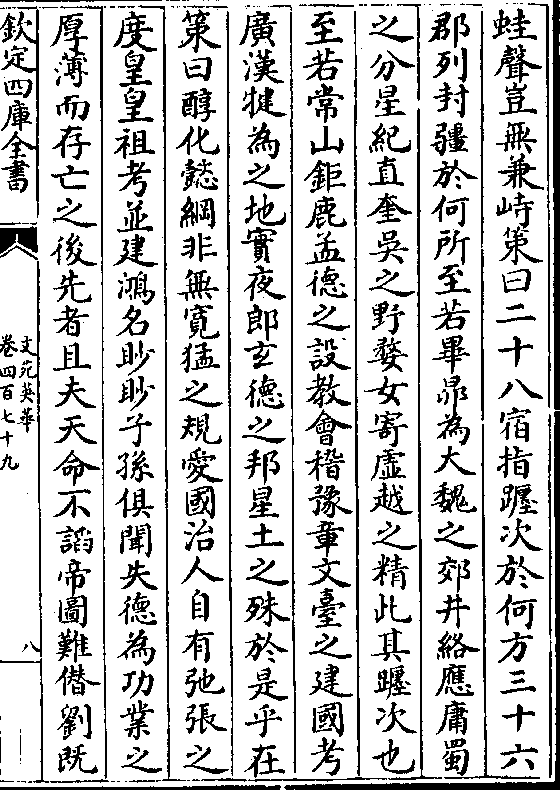 蛙聲豈無兼峙策曰二十八宿指躔次於何方三十六
郡列封疆於何所至若畢昴為大魏之郊井絡應庸蜀
之分星紀直奎吳之野婺女寄虛越之精此其躔次也
至若常山鉅鹿孟德之設教會稽豫章文臺之建國考
廣漢犍為之地實夜郎玄德之邦星土之殊於是乎在
策曰醇化懿綱非無寛猛之規愛國治人自有弛張之
度皇皇祖考並建鴻名眇眇子孫俱聞失德為功業之
厚薄而存亡之後先者且夫天命不謟帝圖難僭劉既
欽定四庫全書
文苑英華
卷四百七十九
八